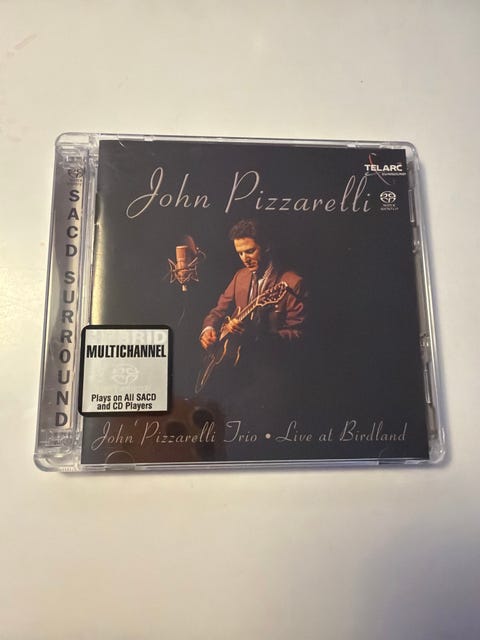 SACD SURROUND
TELARC
John Pizzarelli
HYBRID
MULTICHANNEL
Plays on All SACD
and CD Players
John Pizzarelli Trio • Live at Birdland